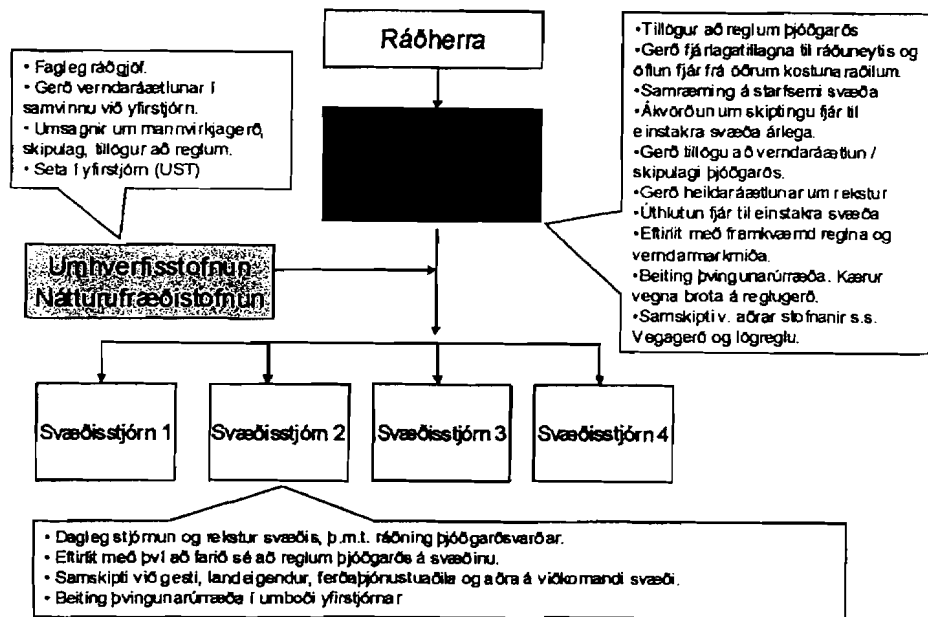 Ráðherra
• Fagleg ráðgjöf.
• Gerð verndaráætlunar í
samvinnu við yfirstjórn.
• Umsagnir um mannvirkjagerð,
skipulag, tillögur að reglum.
• Seta í yfirstjórn (UST)
•Tillögur að reglum þjóðgarðs
•Gerð fjárlagatillagna til ráðuneytis og
öflun fjár frá öðrum kostunaraðilum.
•Samræming á starfsemi svæða
•Ákvörðun um skiptingu fjár til
einstakra svæða árlega.
•Gerð tillögu að verndaráætlun /
skipulagi þjóðgarðs.
•Gerð heildaráætlunar um rekstur
•Úthlutun fjár til einstakra svæða
•Eftirlit með framkvæmd reglna og
verndarmarkmiða.
•Beiting þvingunarúrræða. Kærur
vegna brota á reglugerð.
•Samskipti v. aðrar stofnanir s.s.
Vegagerð og lögreglu.
Umhverfisstofnun
Nátturufræðistofnun
Svæðisstjórn 1
Svæðisstjórn 2
Svæðisstjórn 3
Svæðisstjórn 4
• Dagleg stjórnun og rekstur svæðis, þ.m.t. ráðning þjóðgarðsvarðar.
• Eftirlit með því að farið sé að reglum þjóðgarðs á svæðinu.
• Samskipti við gesti, landeigendur, ferðaþjónustuaðila og aðra á viðkomandi svæði.
• Beiting þvingunarúrræða í umboði yfirstjórnar